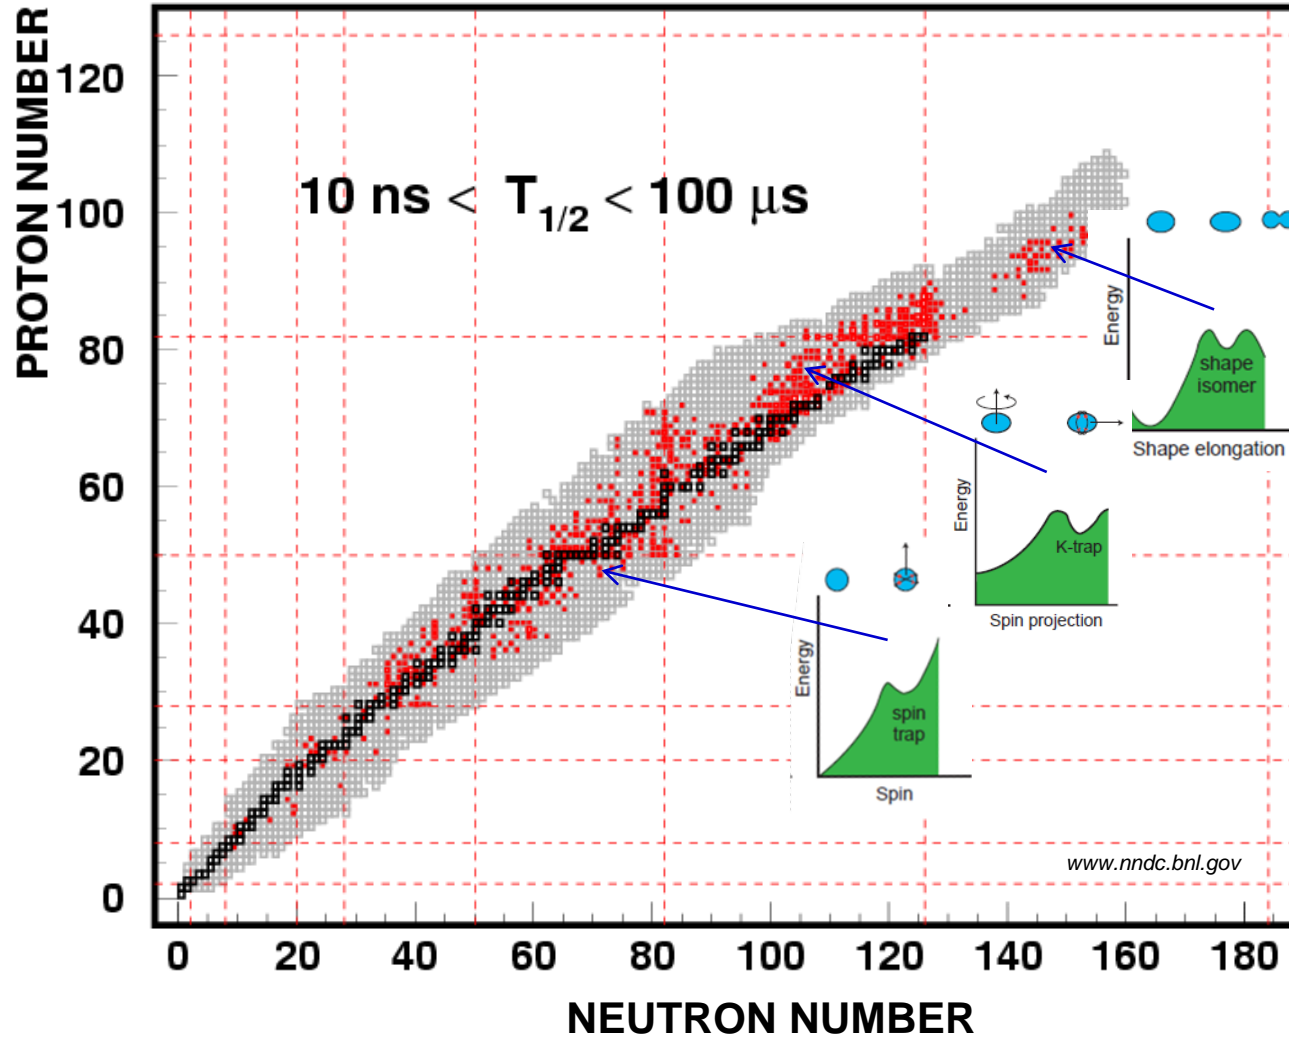 PROTON NUMBER
120
100
80
60
40
20
0
10 ns < T1/2 < 100 μs
Energy
shape
isomer
Shape elongation
Energy
K-trap
Spin projection
Energy
spin
trap
Spin
www.nndc.bnl.gov
0 20 40 60 80 100 120 140 160 180
NEUTRON NUMBER